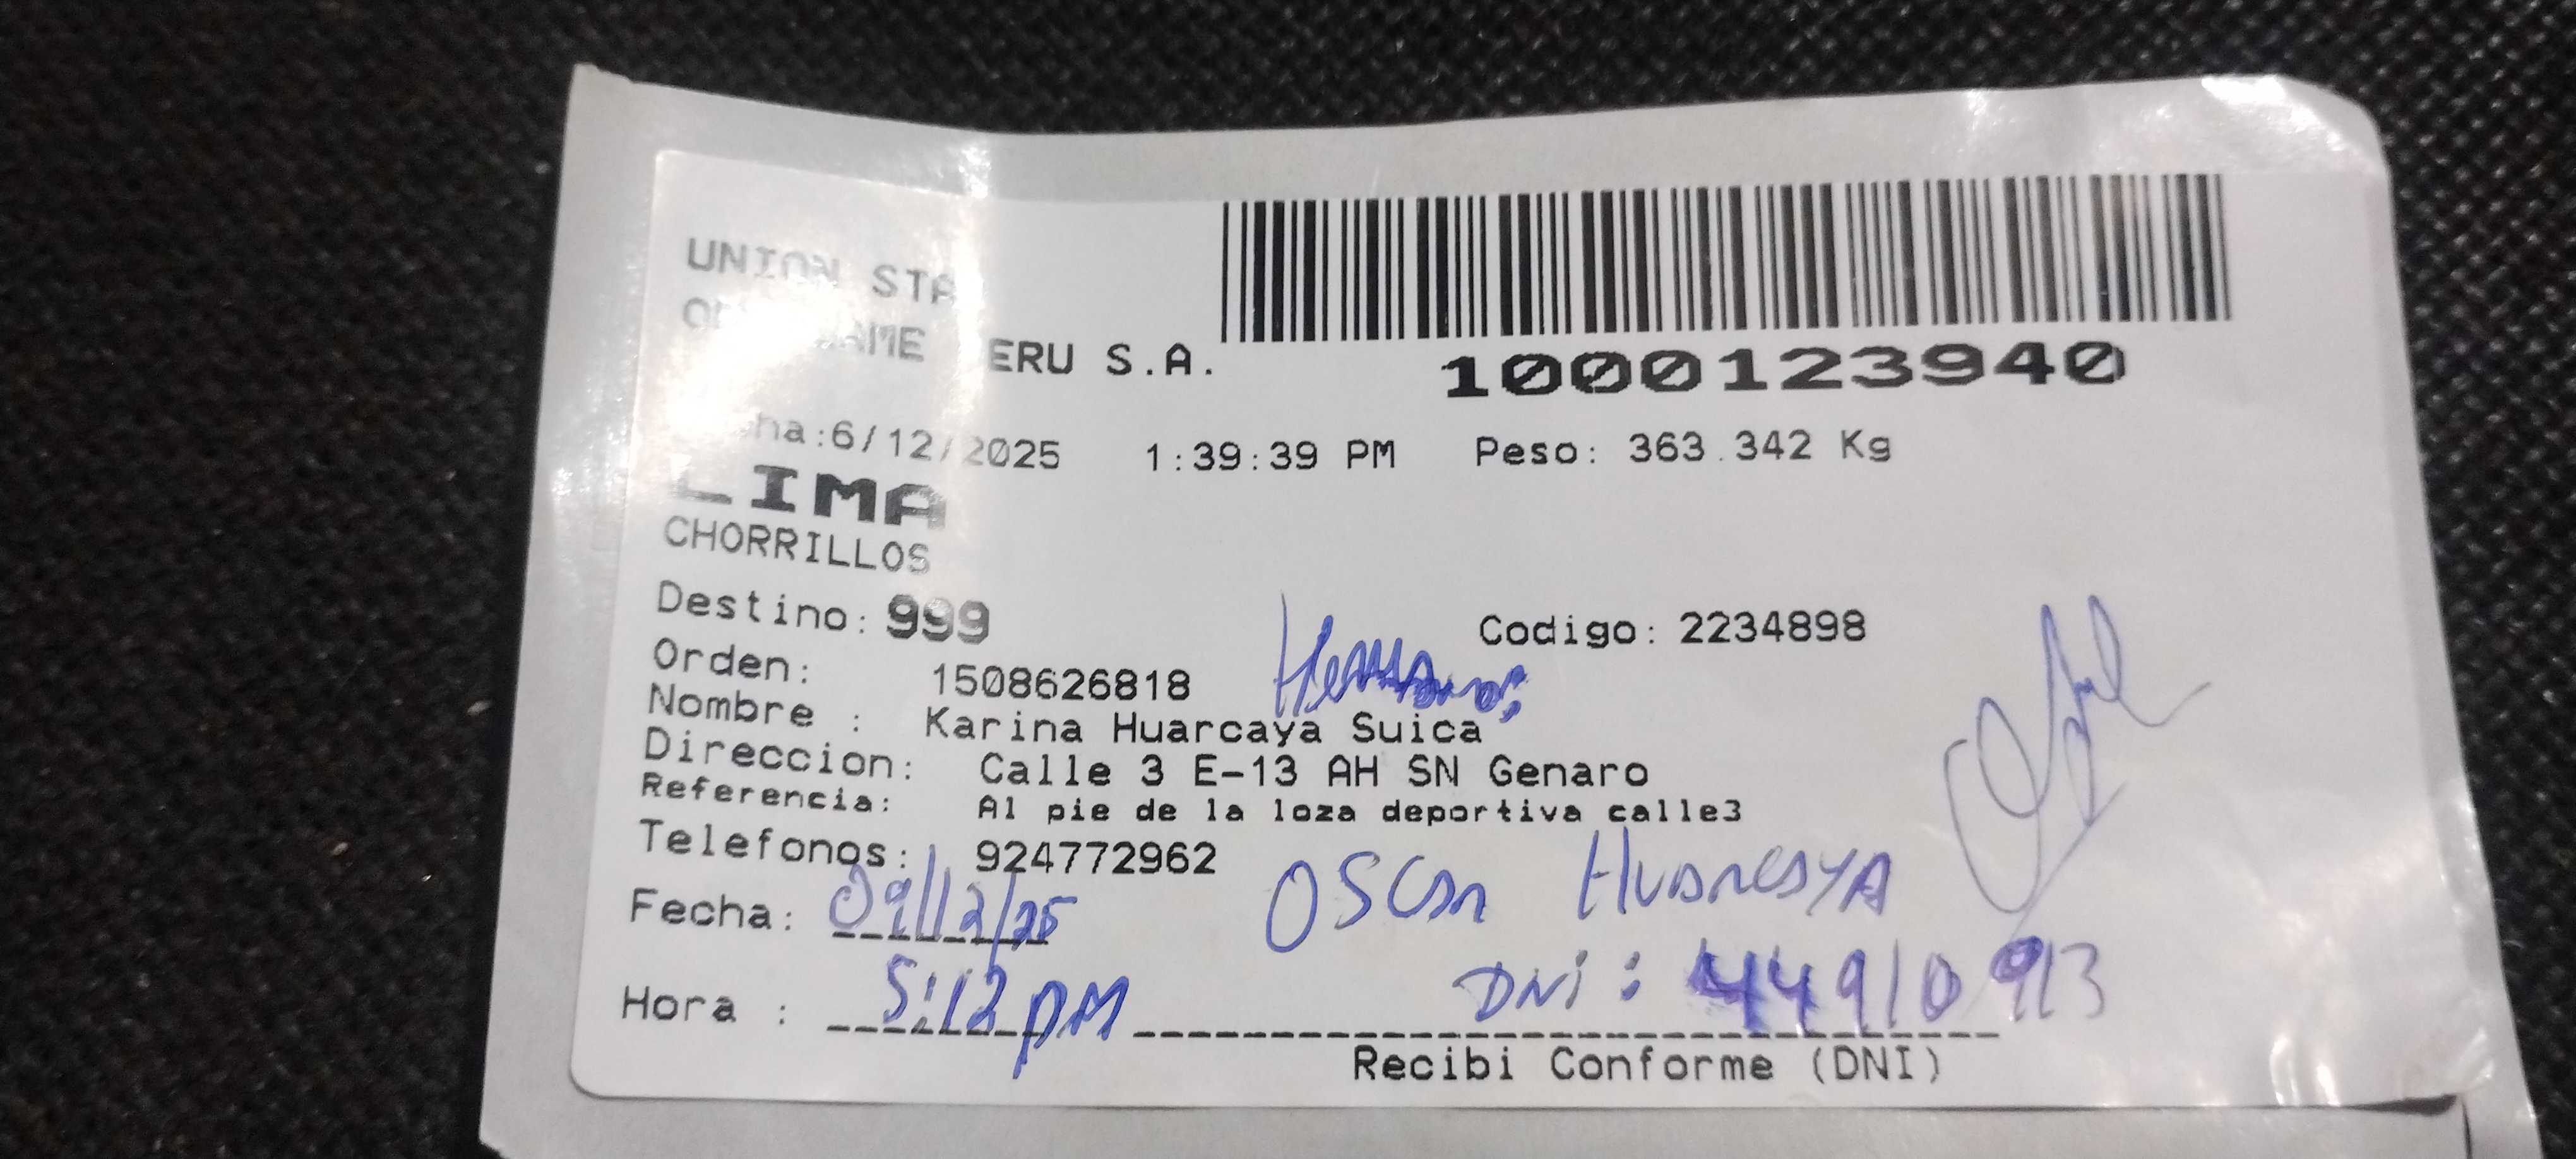 UNION STA
ERU S.A.
1000123940
ha:6/12/2025 1:39:39 PM Peso: 363.342 Kg
LIMA
CHORRILLOS
Destino: 999 Codigo: 2234898
Orden: 1508626818 Hermano:
Nombre : Karina Huarcaya Suica
Direccion: Calle 3 E-13 AH SN Genaro
Referencia: Al pie de la loza deportiva calle3
Telefonos: 924772962
Fecha: 09/12/25 OSCar HuarcayA
Hora : 5:12 pM DNi: 44910913
Recibi Conforme (DNI)